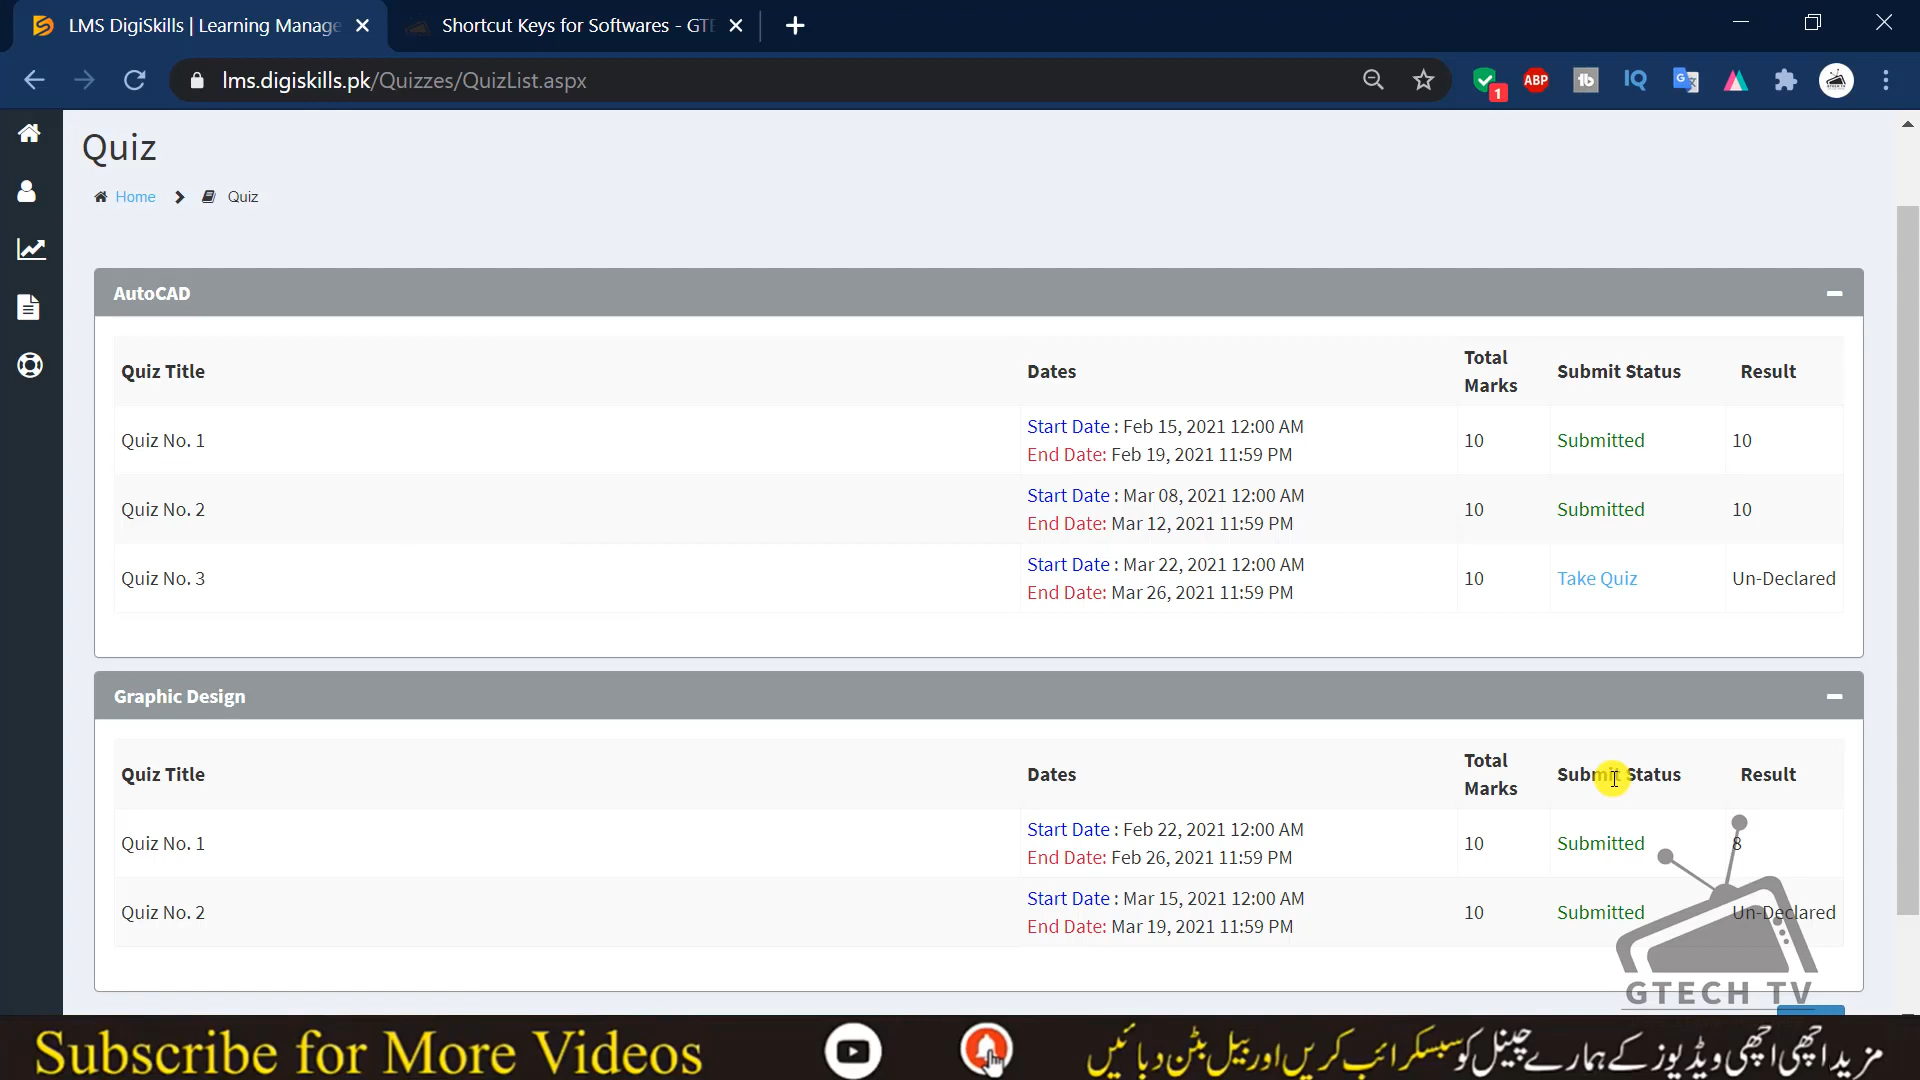 LMS DigiSkills | Learning Manage
Shortcut Keys for Softwares - GTE
lms.digiskills.pk/Quizzes/QuizList.aspx
1
ABP
tb
IQ
G
Quiz
Home
Quiz
AutoCAD
Quiz Title Dates Total Marks Submit Status Result
Quiz No. 1 Start Date : Feb 15, 2021 12:00 AM 10 Submitted 10
End Date: Feb 19, 2021 11:59 PM
Quiz No. 2 Start Date : Mar 08, 2021 12:00 AM 10 Submitted 10
End Date: Mar 12, 2021 11:59 PM
Quiz No. 3 Start Date : Mar 22, 2021 12:00 AM 10 Take Quiz Un-Declared
End Date: Mar 26, 2021 11:59 PM
Graphic Design
Quiz Title Dates Total Marks Submit Status Result
Quiz No. 1 Start Date : Feb 22, 2021 12:00 AM 10 Submitted 8
End Date: Feb 26, 2021 11:59 PM
Quiz No. 2 Start Date : Mar 15, 2021 12:00 AM 10 Submitted Un-Declared
End Date: Mar 19, 2021 11:59 PM
GTECH TV
Subscribe for More Videos
مزید اچھی اچھی ویڈیوز کے ہمارے چینل کو سبسکرائب کریں اور بیل بٹن دبائیں